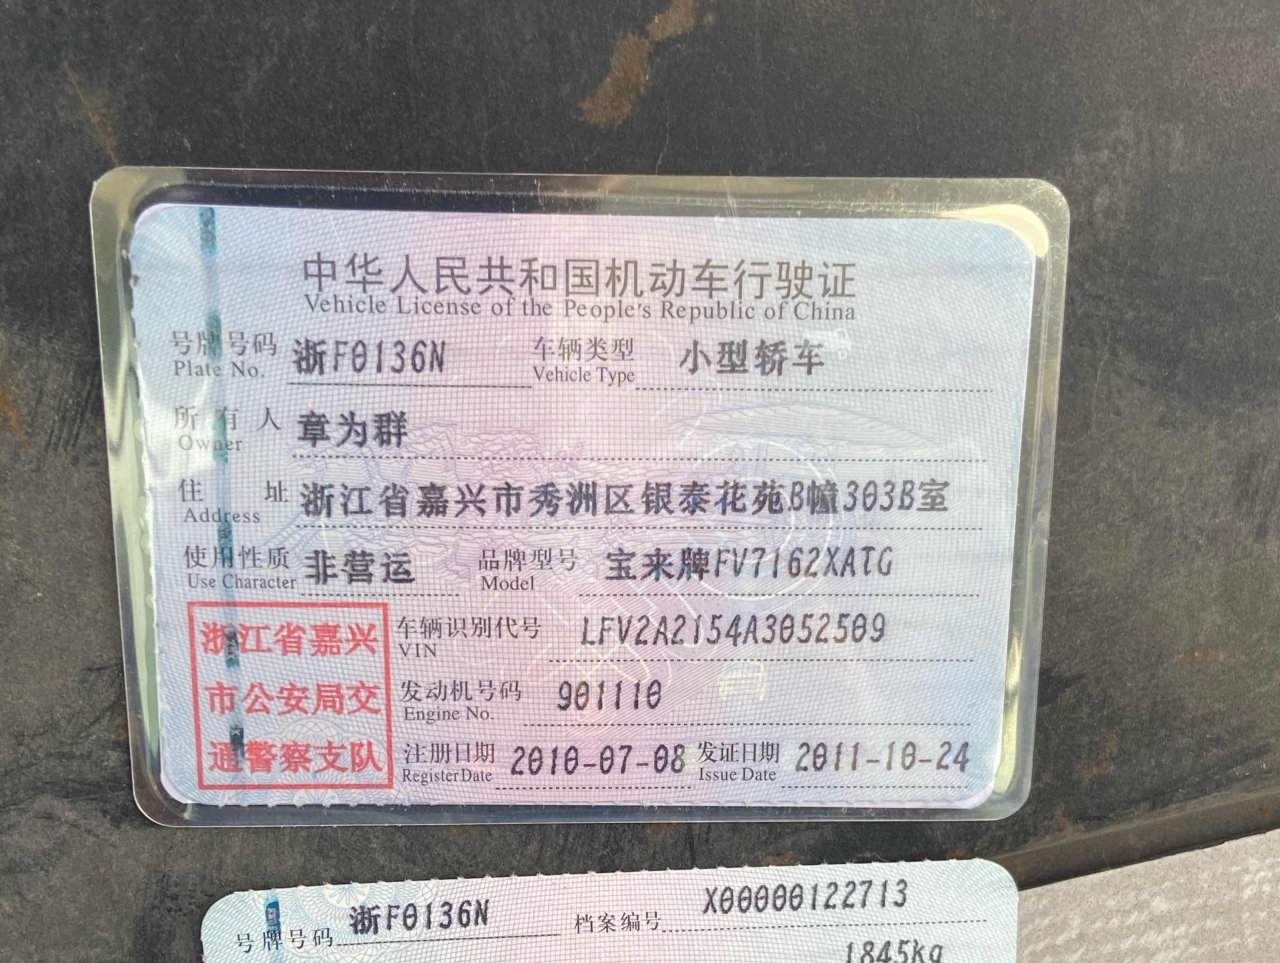 中华人民共和国机动车行驶证
Vehicle License of the People's Republic of China
号牌号码 浙F0136N 车辆类型 小型轿车
Plate No. Vehicle Type
所有人 章为群
Owner
住址 浙江省嘉兴市秀洲区银泰花苑B幢303B室
Address
使用性质 非营运 品牌型号 宝来牌FV7162XATG
Use Character Model
浙江省嘉兴
市公安局交
通警察支队
车辆识别代号 LFV2A2154A3052509
VIN
发动机号码 901110
Engine No.
注册日期 2010-07-08 发证日期 2011-10-24
Register Date Issue Date
号牌号码 浙F0136N 档案编号 X00000122713
1845kg